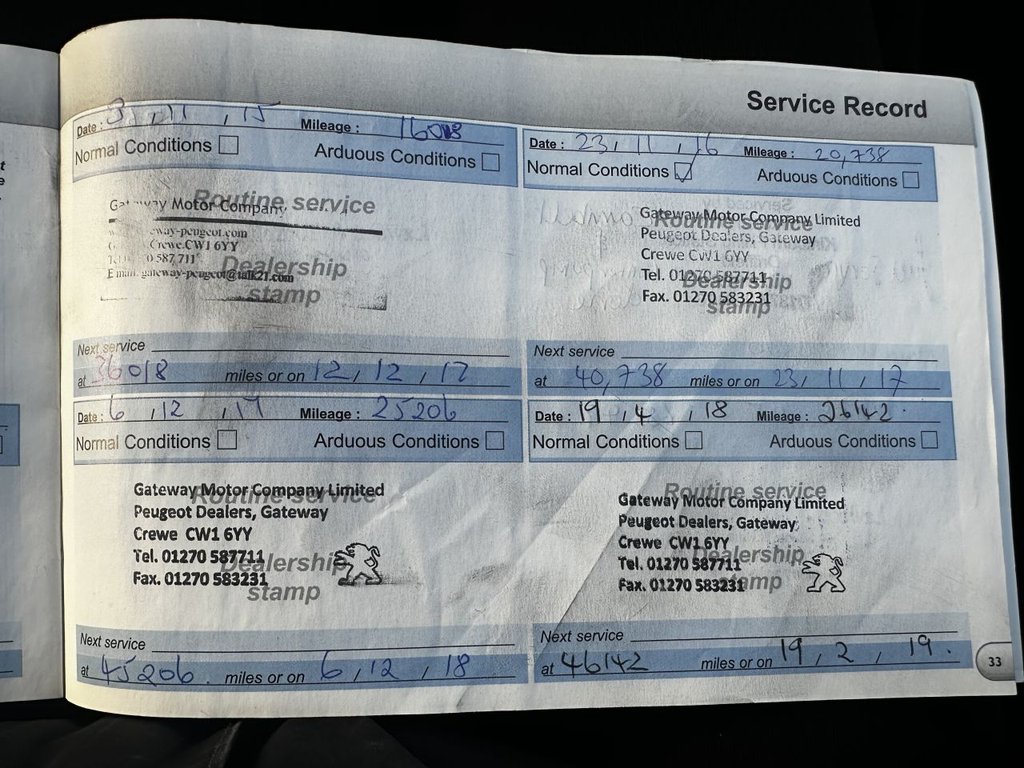 Service Record
Date : 3 , 11 , 15 Mileage : 16018
Normal Conditions Arduous Conditions
Routine service
Gateway Motor Company
Crewe. CW1 6YY
587 711
Email. gateway-peugeot@talk21.com
Dealership
stamp
Next service
at 36018 miles or on 12 , 12 , 17
Date : 23 , 11 , 16 Mileage : 20,738
Normal Conditions Arduous Conditions
Routine service
Gateway Motor Company Limited
Peugeot Dealers, Gateway
Crewe CW1 6YY
Tel. 01270 587711
Fax. 01270 583231
Dealership
stamp
Next service
at 40,738 miles or on 23 , 11 , 17
Date : 6 , 12 , 17 Mileage : 25206
Normal Conditions Arduous Conditions
Routine service
Gateway Motor Company Limited
Peugeot Dealers, Gateway
Crewe CW1 6YY
Tel. 01270 587711
Fax. 01270 583231
Dealership
stamp
Next service
at 45206 . miles or on 6 , 12 , 18
Date : 19 , 4 , 18 Mileage : 26142 .
Normal Conditions Arduous Conditions
Routine service
Gateway Motor Company Limited
Peugeot Dealers, Gateway
Crewe CW1 6YY
Tel. 01270 587711
Fax. 01270 583231
Dealership
stamp
Next service
at 46142 miles or on 19 , 2 , 19 .
33